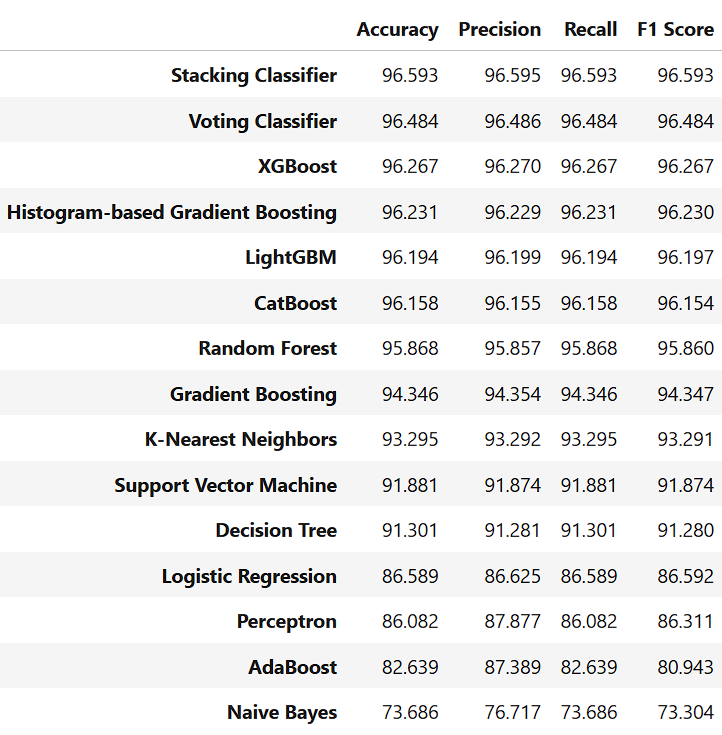 Accuracy Precision Recall F1 Score
Stacking Classifier 96.593 96.595 96.593 96.593
Voting Classifier 96.484 96.486 96.484 96.484
XGBoost 96.267 96.270 96.267 96.267
Histogram-based Gradient Boosting 96.231 96.229 96.231 96.230
LightGBM 96.194 96.199 96.194 96.197
CatBoost 96.158 96.155 96.158 96.154
Random Forest 95.868 95.857 95.868 95.860
Gradient Boosting 94.346 94.354 94.346 94.347
K-Nearest Neighbors 93.295 93.292 93.295 93.291
Support Vector Machine 91.881 91.874 91.881 91.874
Decision Tree 91.301 91.281 91.301 91.280
Logistic Regression 86.589 86.625 86.589 86.592
Perceptron 86.082 87.877 86.082 86.311
AdaBoost 82.639 87.389 82.639 80.943
Naive Bayes 73.686 76.717 73.686 73.304